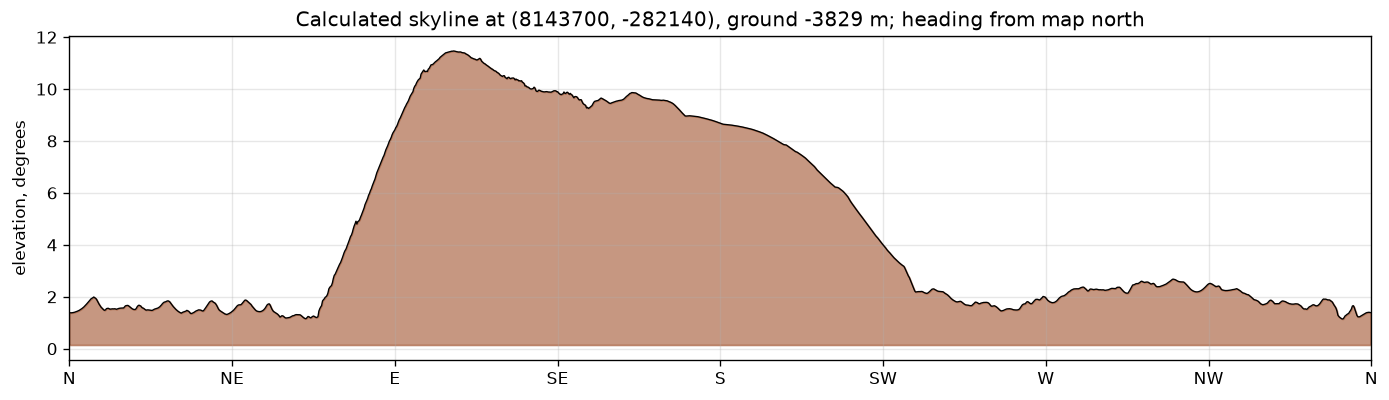 Calculated skyline at (8143700, -282140), ground -3829 m; heading from map north
elevation, degrees
12
10
8
6
4
2
0
N NE E SE S SW W NW N